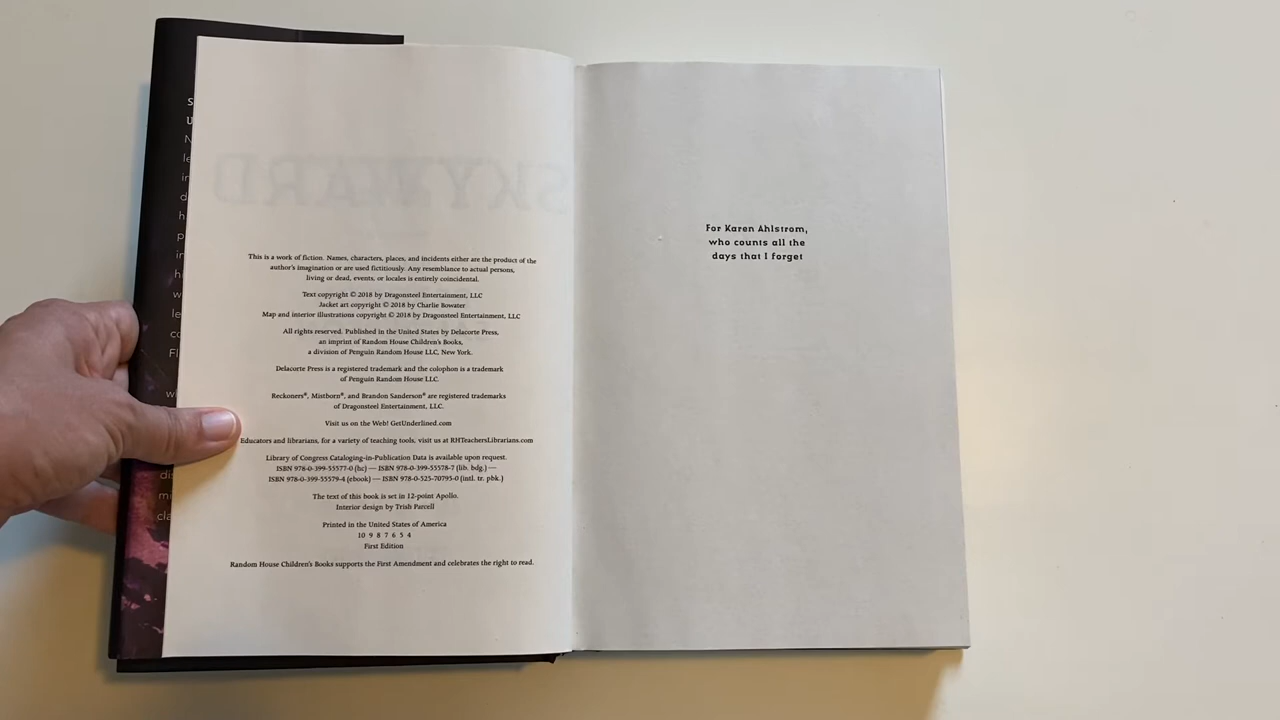 SKYWARD
This is a work of fiction. Names, characters, places, and incidents either are the product of the
author's imagination or are used fictitiously. Any resemblance to actual persons,
living or dead, events, or locales is entirely coincidental.
Text copyright © 2018 by Dragonsteel Entertainment, LLC
Jacket art copyright © 2018 by Charlie Bowater
Map and interior illustrations copyright © 2018 by Dragonsteel Entertainment, LLC
All rights reserved. Published in the United States by Delacorte Press,
an imprint of Random House Children's Books,
a division of Penguin Random House LLC, New York.
Delacorte Press is a registered trademark and the colophon is a trademark
of Penguin Random House LLC.
Reckoners®, Mistborn®, and Brandon Sanderson® are registered trademarks
of Dragonsteel Entertainment, LLC.
Visit us on the Web! GetUnderlined.com
Educators and librarians, for a variety of teaching tools, visit us at RHTeachersLibrarians.com
Library of Congress Cataloging-in-Publication Data is available upon request.
ISBN 978-0-399-55577-0 (hc) — ISBN 978-0-399-55578-7 (lib. bdg.) —
ISBN 978-0-399-55579-4 (ebook) — ISBN 978-0-525-70795-0 (intl. tr. pbk.)
The text of this book is set in 12-point Apollo.
Interior design by Trish Parcell
Printed in the United States of America
10 9 8 7 6 5 4
First Edition
Random House Children's Books supports the First Amendment and celebrates the right to read.
For Karen Ahlstrom,
who counts all the
days that I forget